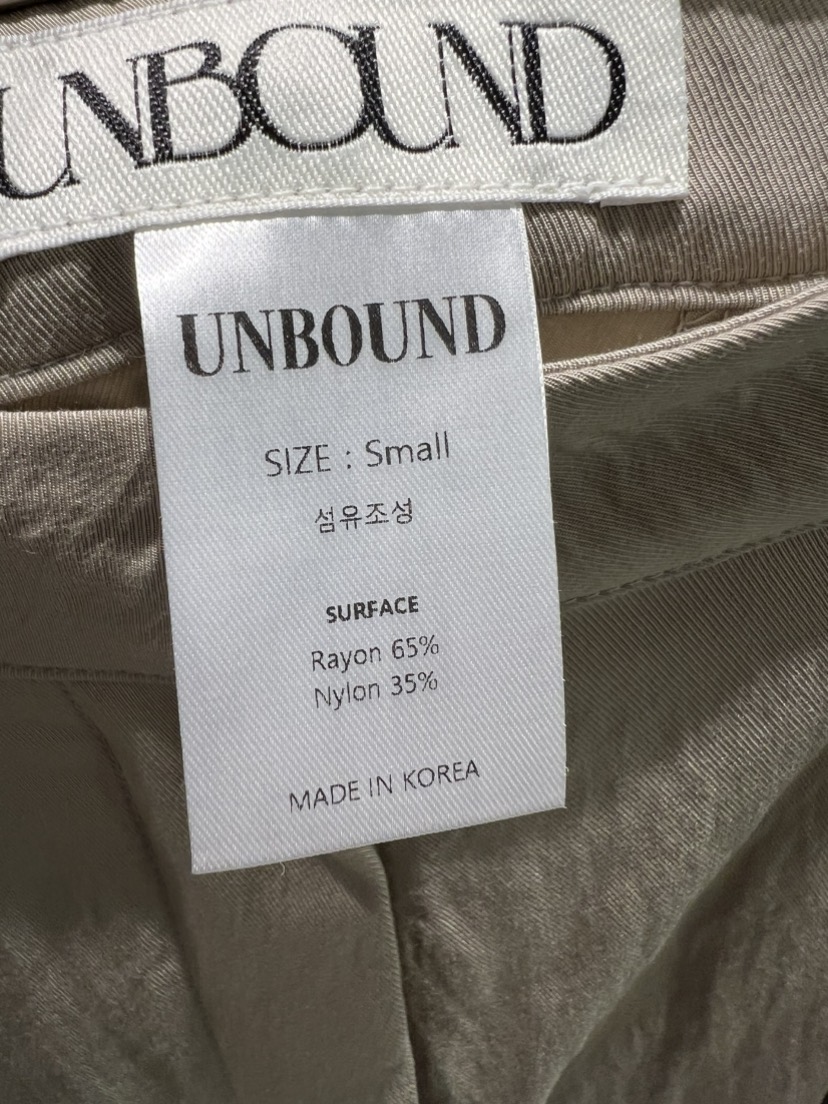 UNBOUND
UNBOUND
SIZE : Small
섬유조성
SURFACE
Rayon 65%
Nylon 35%
MADE IN KOREA